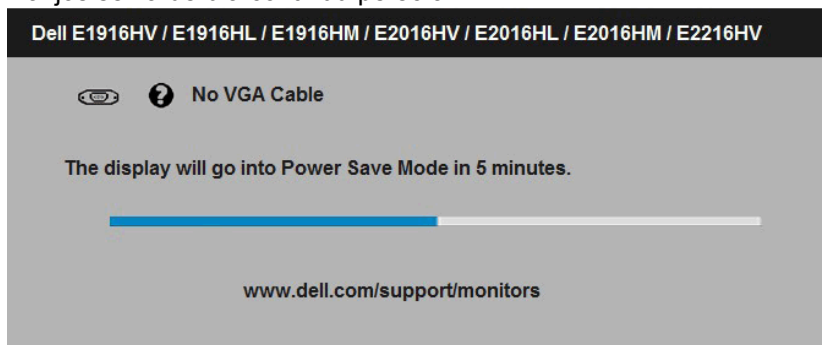 Dell E1916HV / E1916HL / E1916HM / E2016HV / E2016HL / E2016HM / E2216HV
? No VGA Cable
The display will go into Power Save Mode in 5 minutes.
www.dell.com/support/monitors